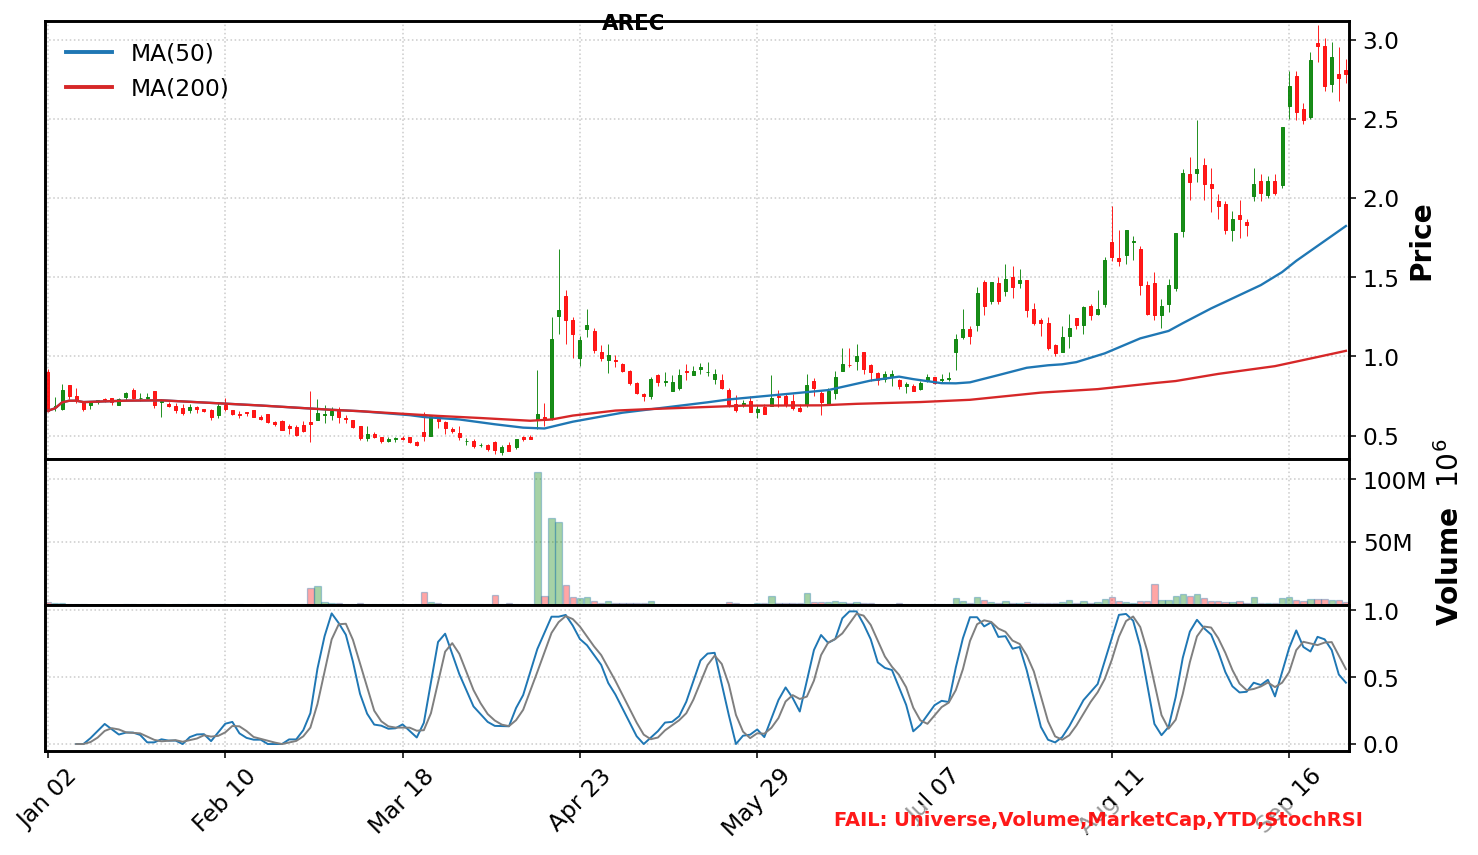 AREC
MA(50)
MA(200)
3.0
2.5
2.0
1.5
1.0
0.5
Price
100M
50M
Volume 10^6
1.0
0.5
0.0
Jan 02
Feb 10
Mar 18
Apr 23
May 29
Jul 07
Aug 11
Sep 16
FAIL: Universe,Volume,MarketCap,YTD,StochRSI